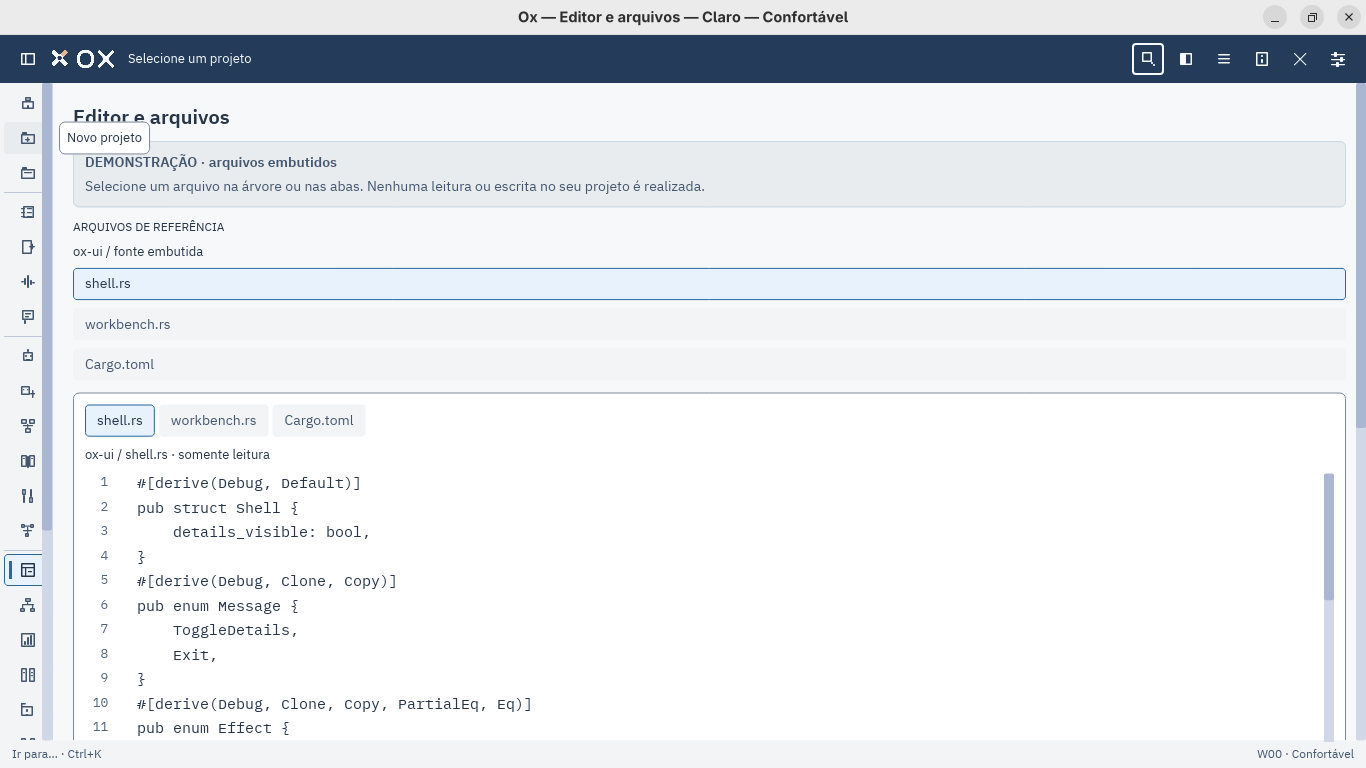 Ox — Editor e arquivos — Claro — Confortável
OX Selecione um projeto
Editor e arquivos
Novo projeto
DEMONSTRAÇÃO · arquivos embutidos
Selecione um arquivo na árvore ou nas abas. Nenhuma leitura ou escrita no seu projeto é realizada.
ARQUIVOS DE REFERÊNCIA
ox-ui / fonte embutida
shell.rs
workbench.rs
Cargo.toml
shell.rs workbench.rs Cargo.toml
ox-ui / shell.rs · somente leitura
1 #[derive(Debug, Default)]
2 pub struct Shell {
3     details_visible: bool,
4 }
5 #[derive(Debug, Clone, Copy)]
6 pub enum Message {
7     ToggleDetails,
8     Exit,
9 }
10 #[derive(Debug, Clone, Copy, PartialEq, Eq)]
11 pub enum Effect {
Ir para… · Ctrl+K
W00 · Confortável